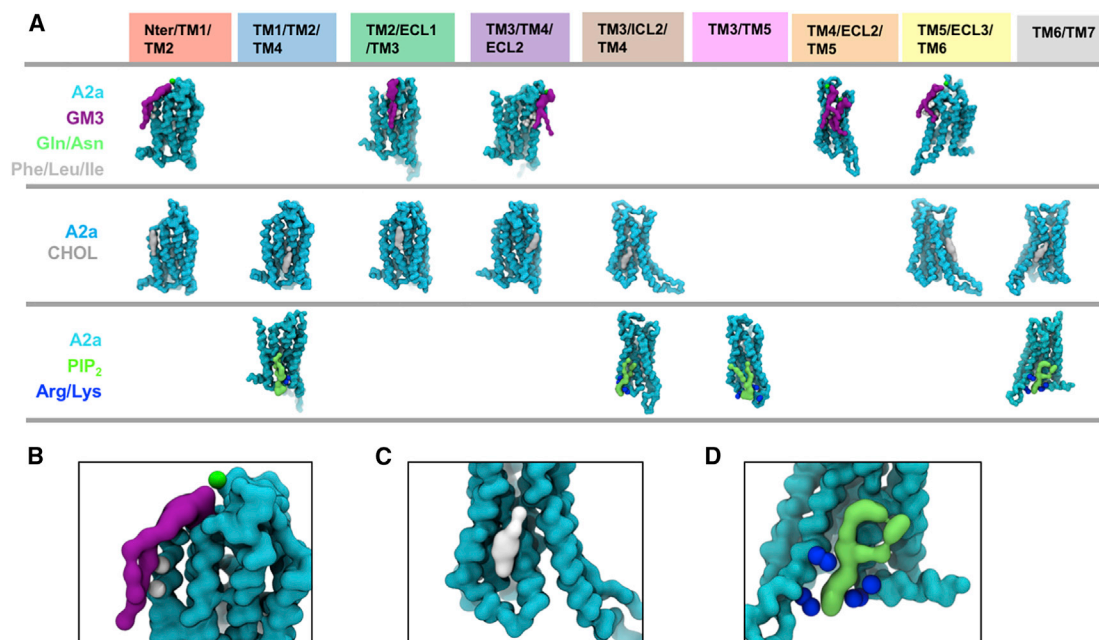 A
Nter/TM1/
TM2
TM1/TM2/
TM4
TM2/ECL1
/TM3
TM3/TM4/
ECL2
TM3/ICL2/
TM4
TM3/TM5
TM4/ECL2/
TM5
TM5/ECL3/
TM6
TM6/TM7
A2a
GM3
Gln/Asn
Phe/Leu/Ile
A2a
CHOL
A2a
PIP₂
Arg/Lys
B
C
D